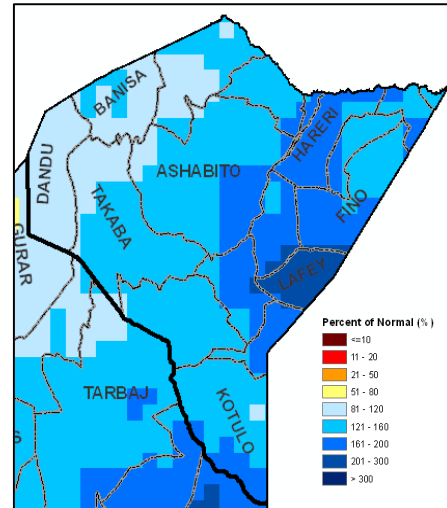 BANISA
HARERI
DANDU
ASHABITO
TAKABA
FINO
GURAR
LAFEY
Percent of Normal (%)
<=10
11 - 20
21 - 50
51 - 80
81 - 120
121 - 160
161 - 200
201 - 300
> 300
TARBAJ
KOTULO
S